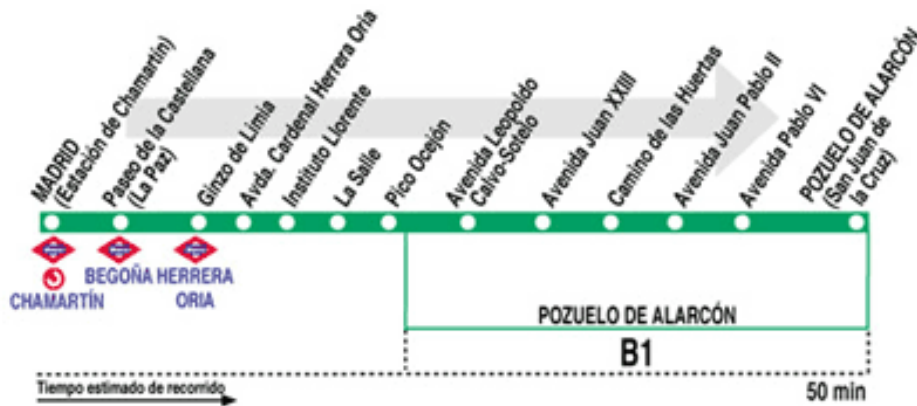 MADRID
(Estación de Chamartín)
Paseo de la Castellana
(La Paz)
Ginzo de Limia
Avda. Cardenal Herrera Oria
Instituto Llorente
La Salle
Pico Ocejón
Avenida Leopoldo
Calvo-Sotelo
Avenida Juan XXIII
Camino de las Huertas
Avenida Juan Pablo II
Avenida Pablo VI
POZUELO DE ALARCÓN
(San Juan de
la Cruz)
CHAMARTÍN
BEGOÑA
HERRERA
ORIA
POZUELO DE ALARCÓN
B1
Tiempo estimado de recorrido
50 min